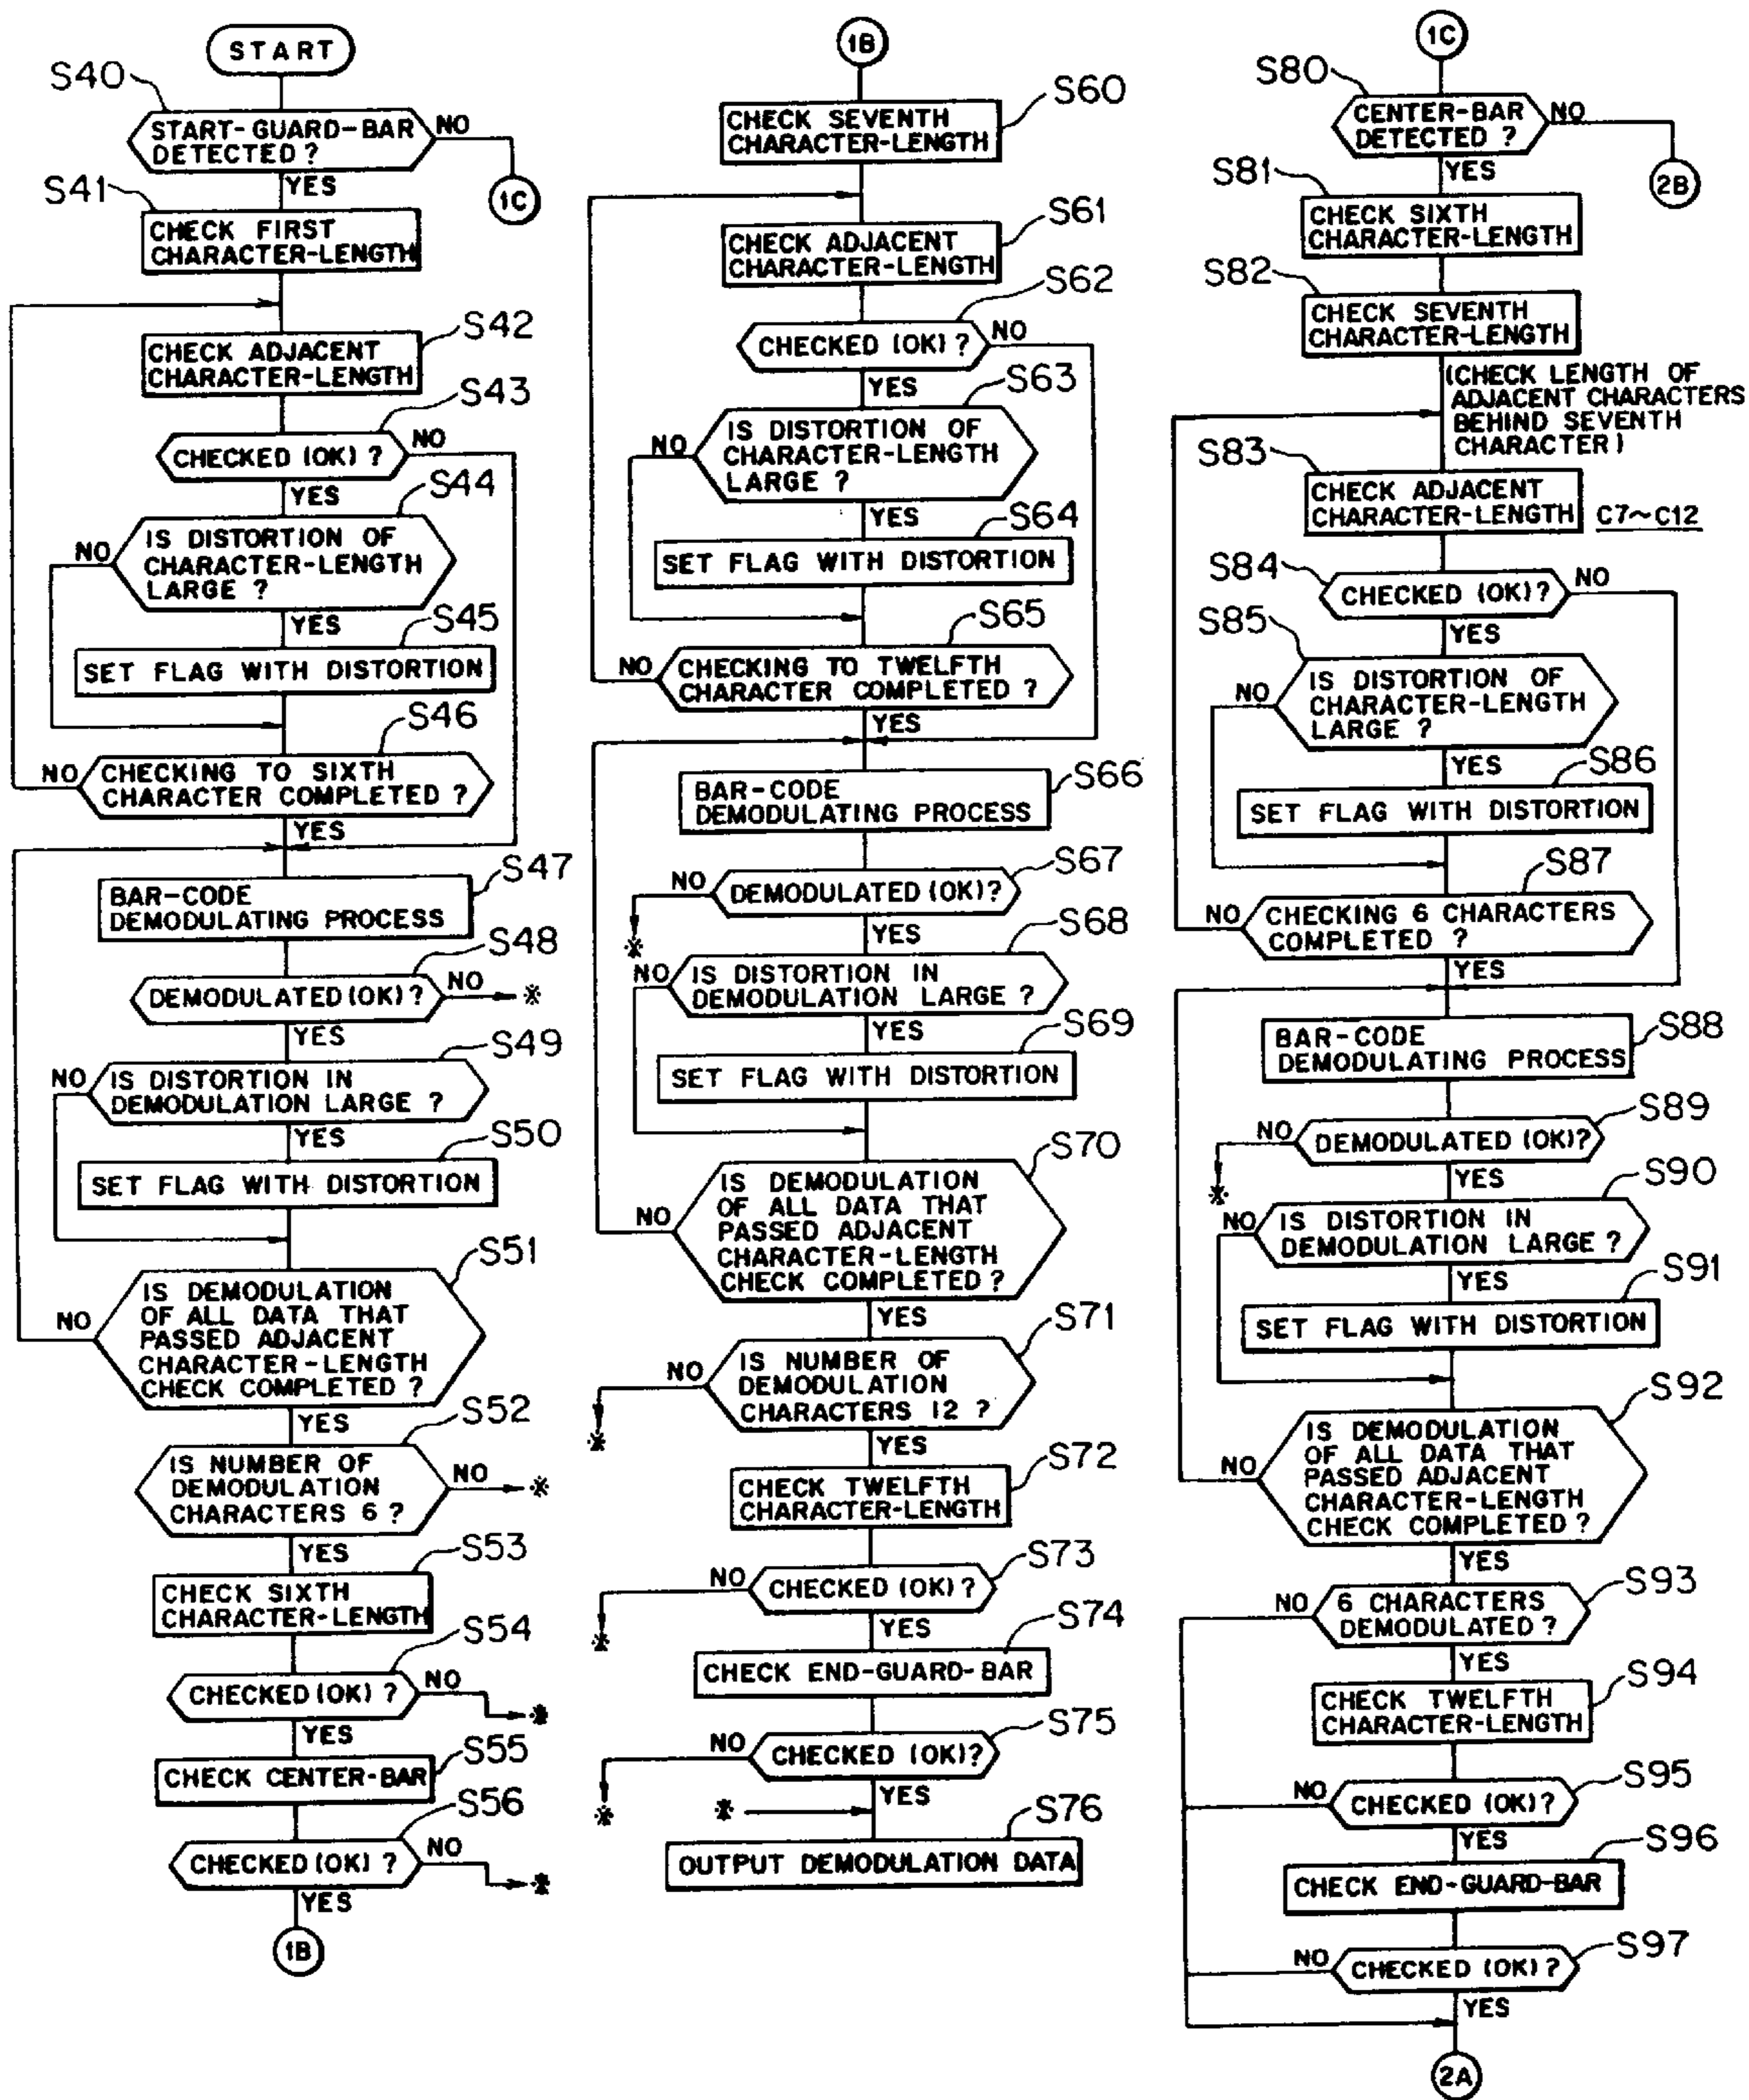 START
S40
START-GUARD-BAR
DETECTED ?
NO
1C
YES
S41
CHECK FIRST
CHARACTER-LENGTH
S42
CHECK ADJACENT
CHARACTER-LENGTH
S43
CHECKED (OK) ?
NO
YES
S44
IS DISTORTION OF
CHARACTER-LENGTH
LARGE ?
NO
YES
S45
SET FLAG WITH DISTORTION
S46
NO
CHECKING TO SIXTH
CHARACTER COMPLETED ?
YES
S47
BAR-CODE
DEMODULATING PROCESS
S48
DEMODULATED (OK) ?
NO
※
YES
S49
NO
IS DISTORTION IN
DEMODULATION LARGE ?
YES
S50
SET FLAG WITH DISTORTION
S51
IS DEMODULATION
OF ALL DATA THAT
PASSED ADJACENT
CHARACTER-LENGTH
CHECK COMPLETED ?
NO
YES
S52
IS NUMBER OF
DEMODULATION
CHARACTERS 6 ?
NO
※
YES
S53
CHECK SIXTH
CHARACTER-LENGTH
S54
CHECKED (OK) ?
NO
※
YES
S55
CHECK CENTER-BAR
S56
CHECKED (OK) ?
NO
※
YES
1B
1B
S60
CHECK SEVENTH
CHARACTER-LENGTH
S61
CHECK ADJACENT
CHARACTER-LENGTH
S62
CHECKED (OK) ?
NO
YES
S63
NO
IS DISTORTION OF
CHARACTER-LENGTH
LARGE ?
YES
S64
SET FLAG WITH DISTORTION
S65
NO
CHECKING TO TWELFTH
CHARACTER COMPLETED ?
YES
S66
BAR-CODE
DEMODULATING PROCESS
S67
NO
DEMODULATED (OK)?
※
YES
S68
NO
IS DISTORTION IN
DEMODULATION LARGE ?
YES
S69
SET FLAG WITH DISTORTION
S70
IS DEMODULATION
OF ALL DATA THAT
PASSED ADJACENT
CHARACTER-LENGTH
CHECK COMPLETED ?
NO
YES
S71
NO
IS NUMBER OF
DEMODULATION
CHARACTERS 12 ?
※
YES
S72
CHECK TWELFTH
CHARACTER-LENGTH
S73
NO
CHECKED (OK) ?
※
YES
S74
CHECK END-GUARD-BAR
S75
NO
CHECKED (OK)?
※
YES
※
S76
OUTPUT DEMODULATION DATA
1C
S80
CENTER-BAR
DETECTED ?
NO
2B
YES
S81
CHECK SIXTH
CHARACTER-LENGTH
S82
CHECK SEVENTH
CHARACTER-LENGTH
(CHECK LENGTH OF
ADJACENT CHARACTERS
BEHIND SEVENTH
CHARACTER)
S83
CHECK ADJACENT
CHARACTER-LENGTH
C7~C12
S84
CHECKED (OK)?
NO
YES
S85
NO
IS DISTORTION OF
CHARACTER-LENGTH
LARGE ?
YES
S86
SET FLAG WITH DISTORTION
S87
NO
CHECKING 6 CHARACTERS
COMPLETED ?
YES
S88
BAR-CODE
DEMODULATING PROCESS
S89
NO
DEMODULATED (OK)?
※
YES
S90
NO
IS DISTORTION IN
DEMODULATION LARGE ?
YES
S91
SET FLAG WITH DISTORTION
S92
IS DEMODULATION
OF ALL DATA THAT
PASSED ADJACENT
CHARACTER-LENGTH
CHECK COMPLETED ?
NO
YES
S93
NO
6 CHARACTERS
DEMODULATED ?
YES
S94
CHECK TWELFTH
CHARACTER-LENGTH
S95
NO
CHECKED (OK)?
YES
S96
CHECK END-GUARD-BAR
S97
NO
CHECKED (OK) ?
YES
2A